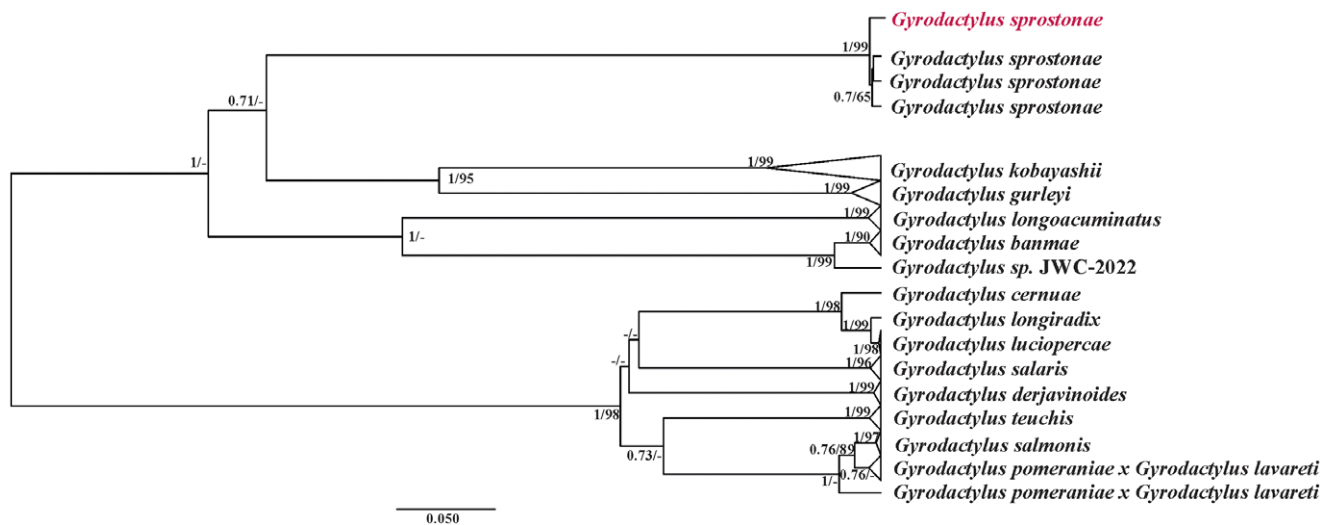 Gyrodactylus sprostonae
1/99
Gyrodactylus sprostonae
Gyrodactylus sprostonae
0.7/65
Gyrodactylus sprostonae
0.71/-
1/-
1/99
Gyrodactylus kobayashii
1/95
1/99
Gyrodactylus gurleyi
1/99
Gyrodactylus longoacuminatus
1/-
1/90
Gyrodactylus banmae
1/99
Gyrodactylus sp. JWC-2022
Gyrodactylus cernuae
1/98
Gyrodactylus longiradix
1/99
-/-
Gyrodactylus luciopercae
1/98
-/-
1/96
Gyrodactylus salaris
1/99
Gyrodactylus derjavinoides
1/98
1/99
Gyrodactylus teuchis
1/97
Gyrodactylus salmonis
0.73/-
0.76/89
Gyrodactylus pomeraniae x Gyrodactylus lavareti
0.76/-
1/-
Gyrodactylus pomeraniae x Gyrodactylus lavareti
0.050